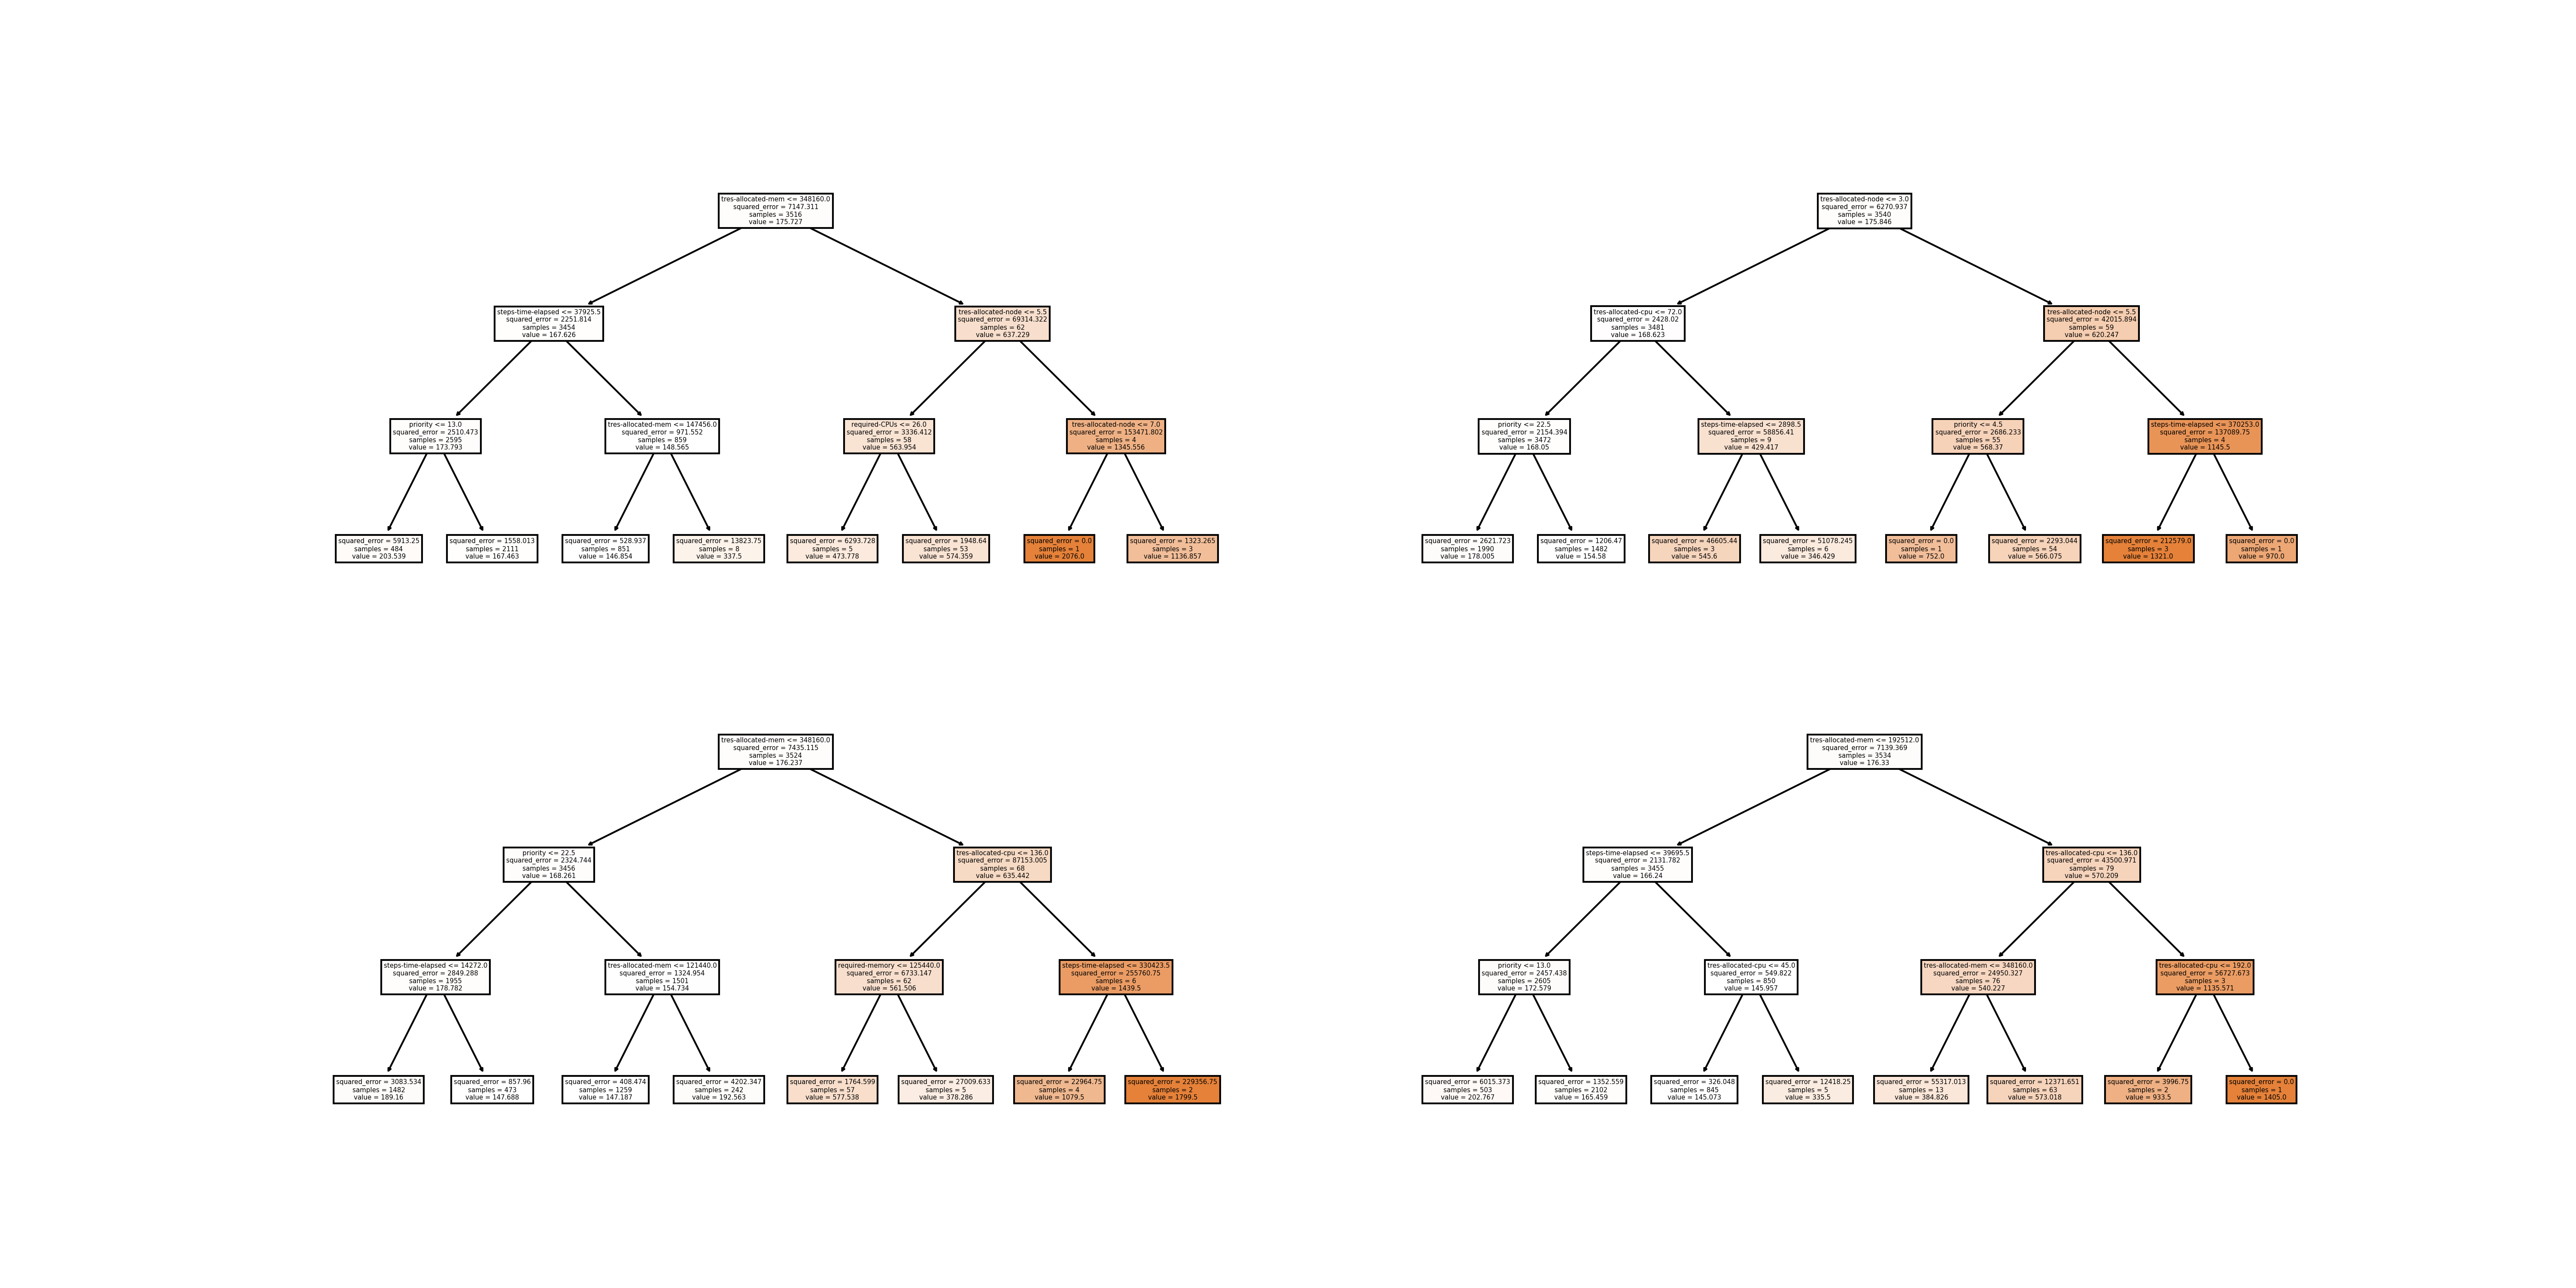 tres-allocated-mem <= 348160.0
squared_error = 7147.311
samples = 3516
value = 175.727
steps-time-elapsed <= 37925.5
squared_error = 2251.814
samples = 3454
value = 167.626
tres-allocated-node <= 5.5
squared_error = 69314.322
samples = 62
value = 637.229
priority <= 13.0
squared_error = 2510.473
samples = 2595
value = 173.793
tres-allocated-mem <= 147456.0
squared_error = 971.552
samples = 859
value = 148.565
required-CPUs <= 26.0
squared_error = 3336.412
samples = 58
value = 563.954
tres-allocated-node <= 7.0
squared_error = 153471.802
samples = 4
value = 1345.556
squared_error = 5913.25
samples = 484
value = 203.539
squared_error = 1558.013
samples = 2111
value = 167.463
squared_error = 528.937
samples = 851
value = 146.854
squared_error = 13823.75
samples = 8
value = 337.5
squared_error = 6293.728
samples = 5
value = 473.778
squared_error = 1948.64
samples = 53
value = 574.359
squared_error = 0.0
samples = 1
value = 2076.0
squared_error = 1323.265
samples = 3
value = 1136.857
tres-allocated-node <= 3.0
squared_error = 6270.937
samples = 3540
value = 175.846
tres-allocated-cpu <= 72.0
squared_error = 2428.02
samples = 3481
value = 168.623
tres-allocated-node <= 5.5
squared_error = 42015.894
samples = 59
value = 620.247
priority <= 22.5
squared_error = 2154.394
samples = 3472
value = 168.05
steps-time-elapsed <= 2898.5
squared_error = 58856.41
samples = 9
value = 429.417
priority <= 4.5
squared_error = 2686.233
samples = 55
value = 568.37
steps-time-elapsed <= 370253.0
squared_error = 137089.75
samples = 4
value = 1145.5
squared_error = 2621.723
samples = 1990
value = 178.005
squared_error = 1206.47
samples = 1482
value = 154.58
squared_error = 46605.44
samples = 3
value = 545.6
squared_error = 51078.245
samples = 6
value = 346.429
squared_error = 0.0
samples = 1
value = 752.0
squared_error = 2293.044
samples = 54
value = 566.075
squared_error = 212579.0
samples = 3
value = 1321.0
squared_error = 0.0
samples = 1
value = 970.0
tres-allocated-mem <= 348160.0
squared_error = 7435.115
samples = 3524
value = 176.237
priority <= 22.5
squared_error = 2324.744
samples = 3456
value = 168.261
tres-allocated-cpu <= 136.0
squared_error = 87153.005
samples = 68
value = 635.442
steps-time-elapsed <= 14272.0
squared_error = 2849.288
samples = 1955
value = 178.782
tres-allocated-mem <= 121440.0
squared_error = 1324.954
samples = 1501
value = 154.734
required-memory <= 125440.0
squared_error = 6733.147
samples = 62
value = 561.506
steps-time-elapsed <= 330423.5
squared_error = 255760.75
samples = 6
value = 1439.5
squared_error = 3083.534
samples = 1482
value = 189.16
squared_error = 857.96
samples = 473
value = 147.688
squared_error = 408.474
samples = 1259
value = 147.187
squared_error = 4202.347
samples = 242
value = 192.563
squared_error = 1764.599
samples = 57
value = 577.538
squared_error = 27009.633
samples = 5
value = 378.286
squared_error = 22964.75
samples = 4
value = 1079.5
squared_error = 229356.75
samples = 2
value = 1799.5
tres-allocated-mem <= 192512.0
squared_error = 7139.369
samples = 3534
value = 176.33
steps-time-elapsed <= 39695.5
squared_error = 2131.782
samples = 3455
value = 166.24
tres-allocated-cpu <= 136.0
squared_error = 43500.971
samples = 79
value = 570.209
priority <= 13.0
squared_error = 2457.438
samples = 2605
value = 172.579
tres-allocated-cpu <= 45.0
squared_error = 549.822
samples = 850
value = 145.957
tres-allocated-mem <= 348160.0
squared_error = 24950.327
samples = 76
value = 540.227
tres-allocated-cpu <= 192.0
squared_error = 56727.673
samples = 3
value = 1135.571
squared_error = 6015.373
samples = 503
value = 202.767
squared_error = 1352.559
samples = 2102
value = 165.459
squared_error = 326.048
samples = 845
value = 145.073
squared_error = 12418.25
samples = 5
value = 335.5
squared_error = 55317.013
samples = 13
value = 384.826
squared_error = 12371.651
samples = 63
value = 573.018
squared_error = 3996.75
samples = 2
value = 933.5
squared_error = 0.0
samples = 1
value = 1405.0